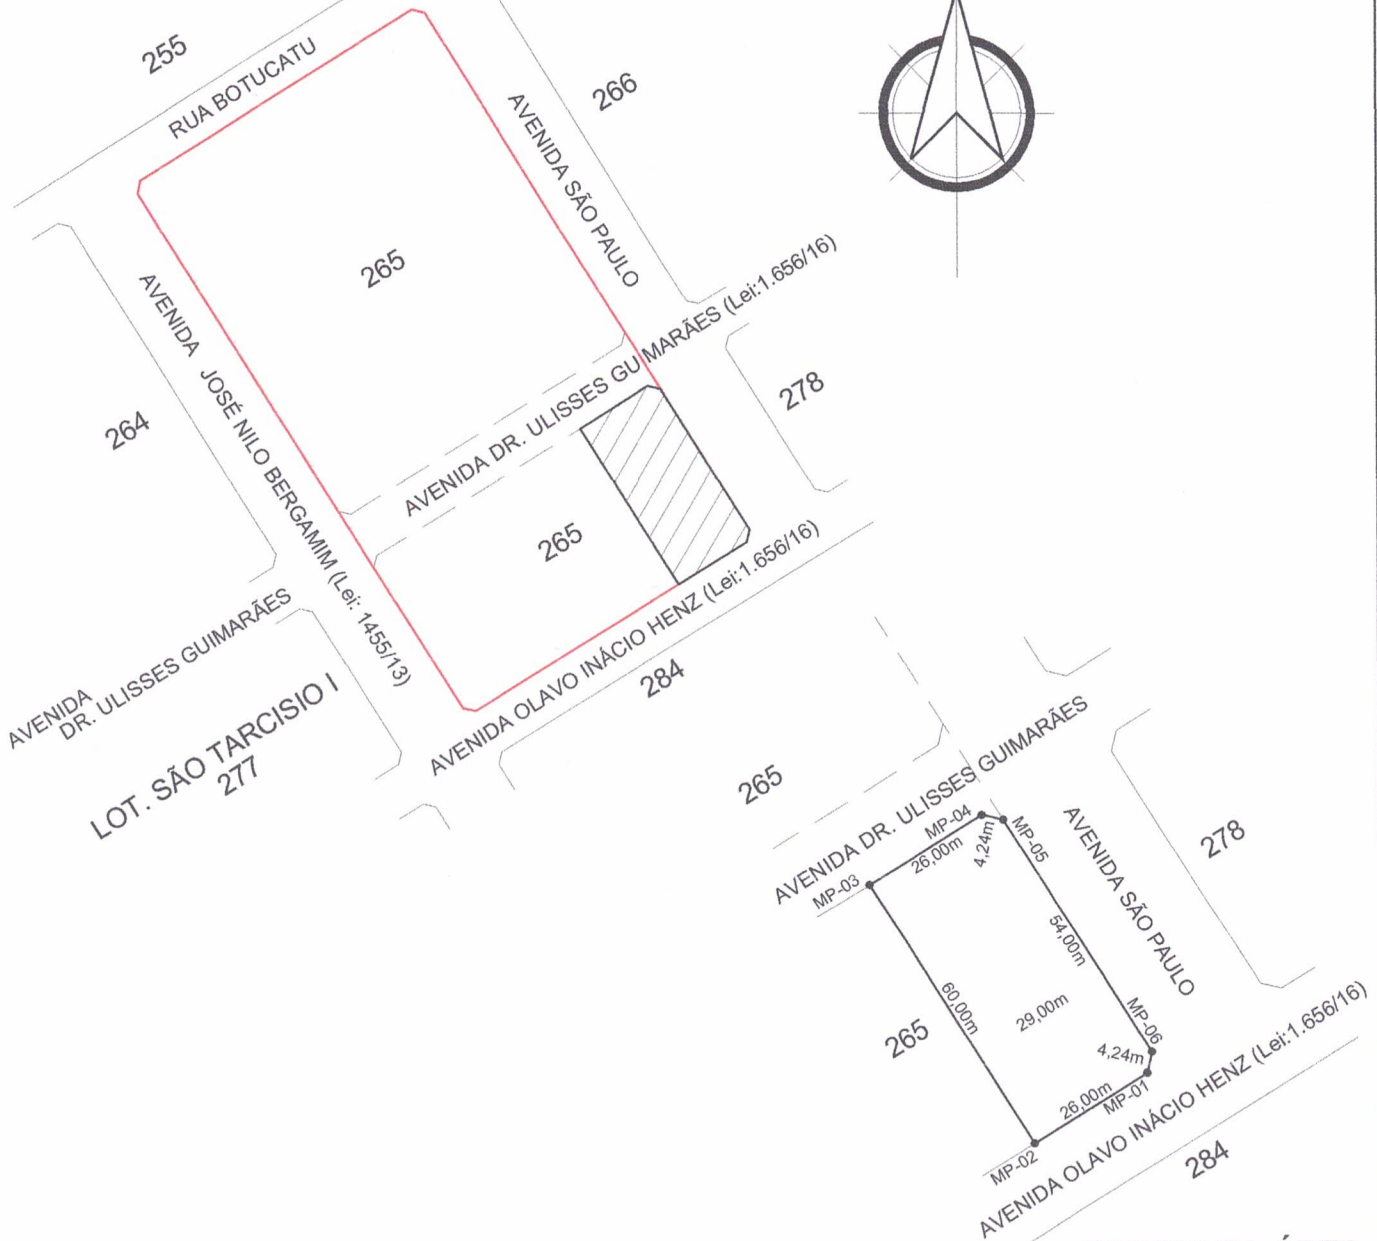 255
RUA BOTUCATU
266
AVENIDA SÃO PAULO
265
AVENIDA JOSÉ NILO BERGAMIM (Lei: 1455/13)
AVENIDA DR. ULISSES GUIMARÃES (Lei:1.656/16)
264
278
265
AVENIDA OLAVO INÁCIO HENZ (Lei:1.656/16)
284
AVENIDA
DR. ULISSES GUIMARÃES
LOT. SÃO TARCISIO I
277
265
AVENIDA DR. ULISSES GUIMARÃES
MP-04
MP-05
26,00m
4,24m
MP-03
AVENIDA SÃO PAULO
278
54,00m
60,00m
29,00m
265
MP-06
4,24m
26,00m
MP-01
MP-02
AVENIDA OLAVO INÁCIO HENZ (Lei:1.656/16)
284